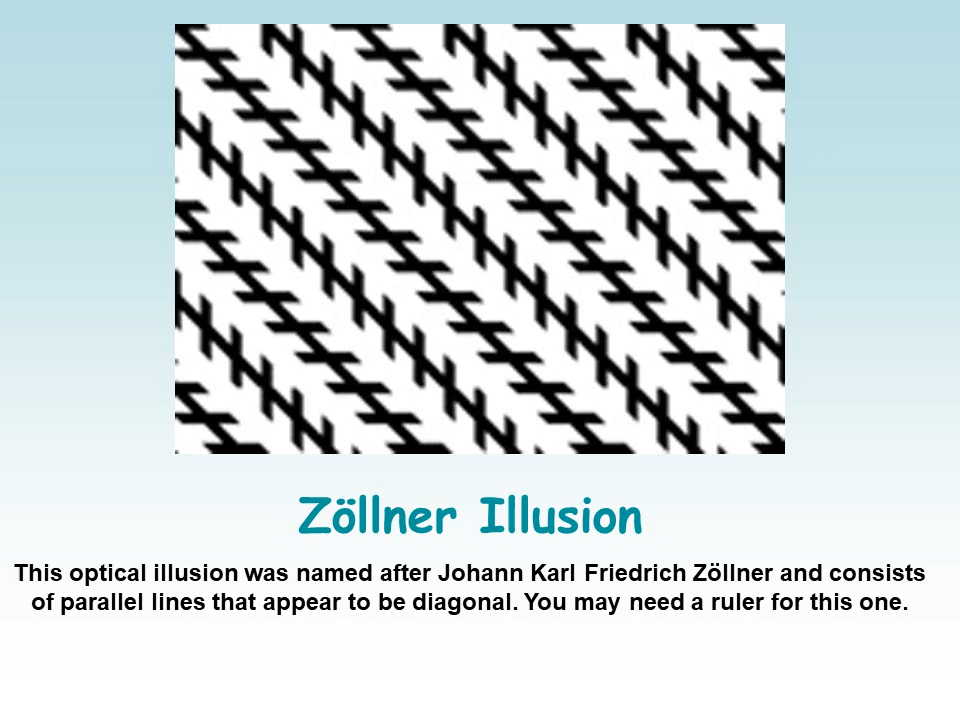 Zöllner Illusion
This optical illusion was named after Johann Karl Friedrich Zöllner and consists
of parallel lines that appear to be diagonal. You may need a ruler for this one.